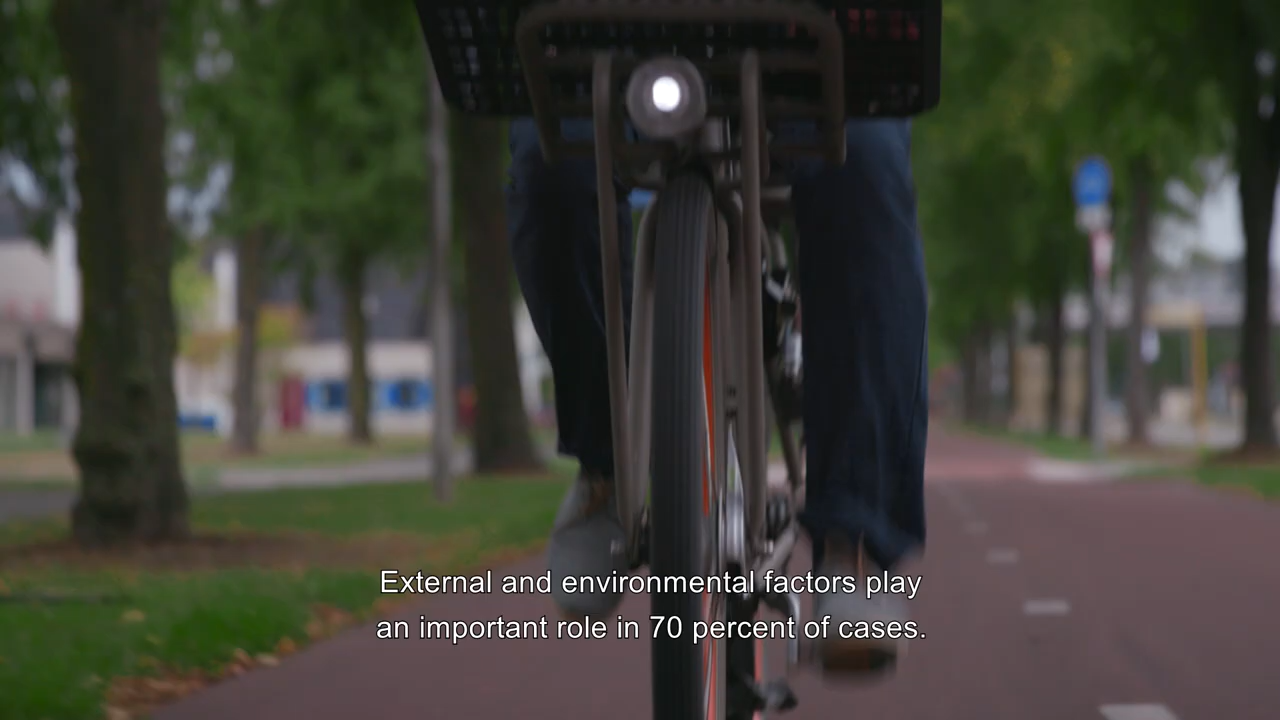 External and environmental factors play
an important role in 70 percent of cases.